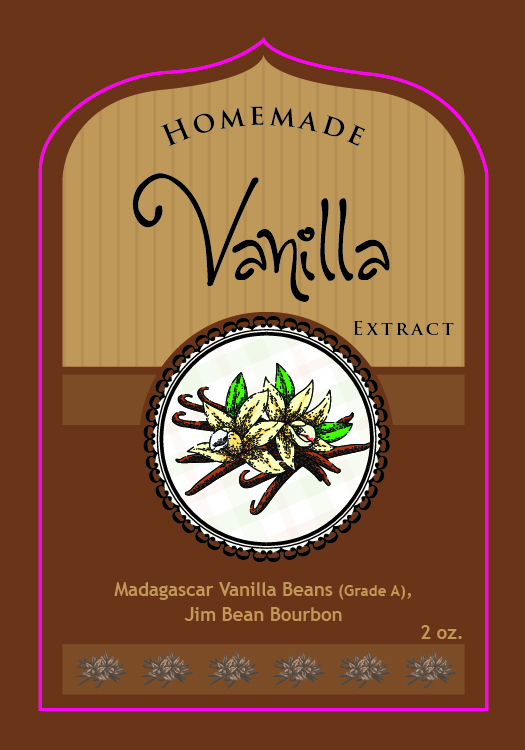 HOMEMADE
Vanilla
EXTRACT
Madagascar Vanilla Beans (Grade A),
Jim Bean Bourbon
2 oz.